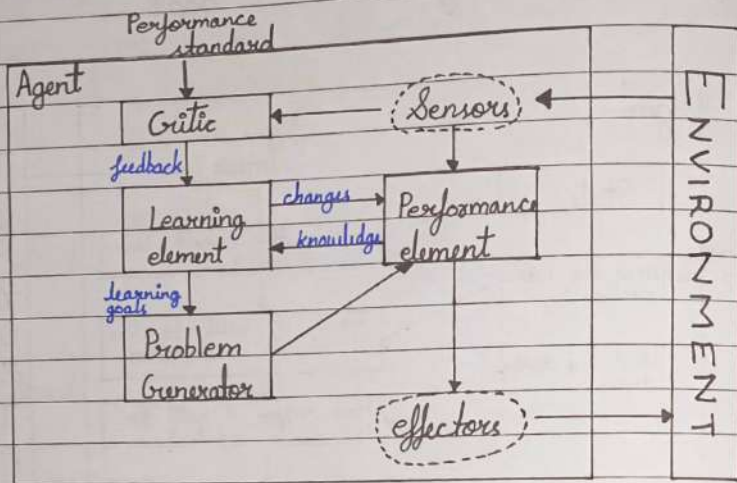 Performance
standard
Agent
Critic
Sensors
feedback
Learning
element
changes
knowledge
Performance
element
learning
goals
Problem
Generator
effectors
ENVIRONMENT